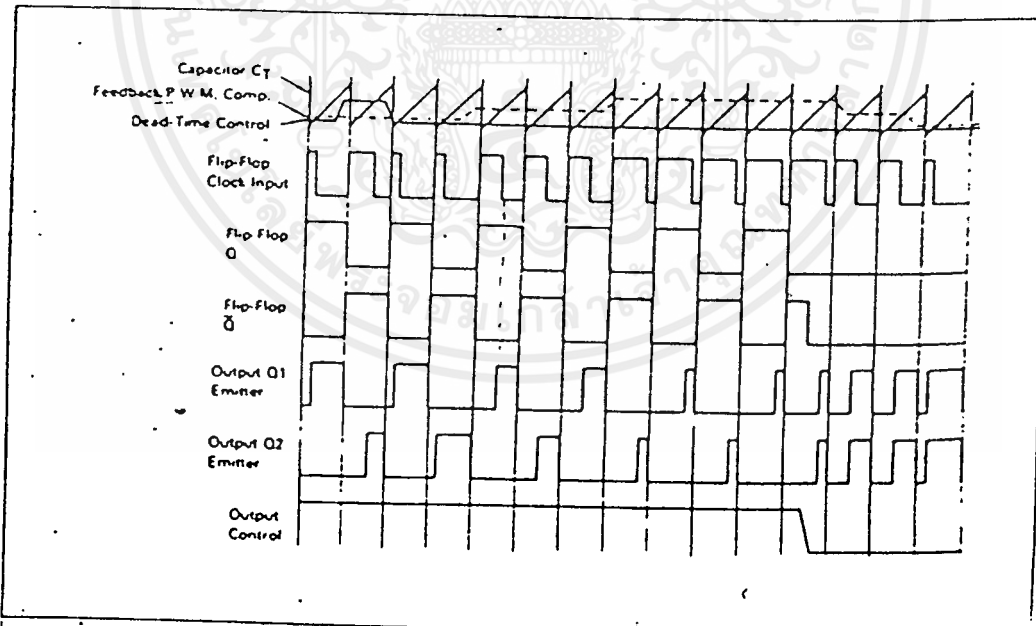 Capacitor CT
Feedback P.W.M. Comp.
Dead-Time Control
Flip-Flop
Clock Input
Flip-Flop
Q
Flip-Flop
Q̅
Output Q1
Emitter
Output Q2
Emitter
Output
Control